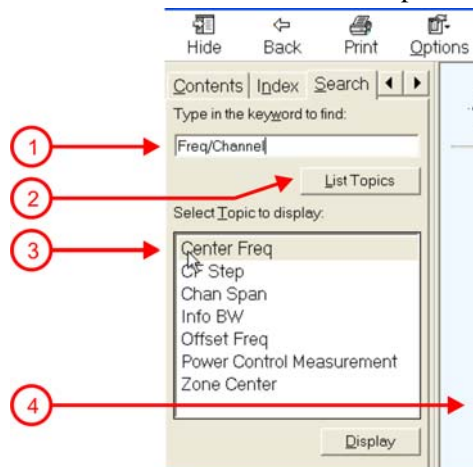 Hide Back Print Options
Contents Index Search
Type in the keyword to find:
1
Freq/Channel
2
List Topics
Select Topic to display:
3
Center Freq
CF Step
Chan Span
Info BW
Offset Freq
Power Control Measurement
Zone Center
4
Display